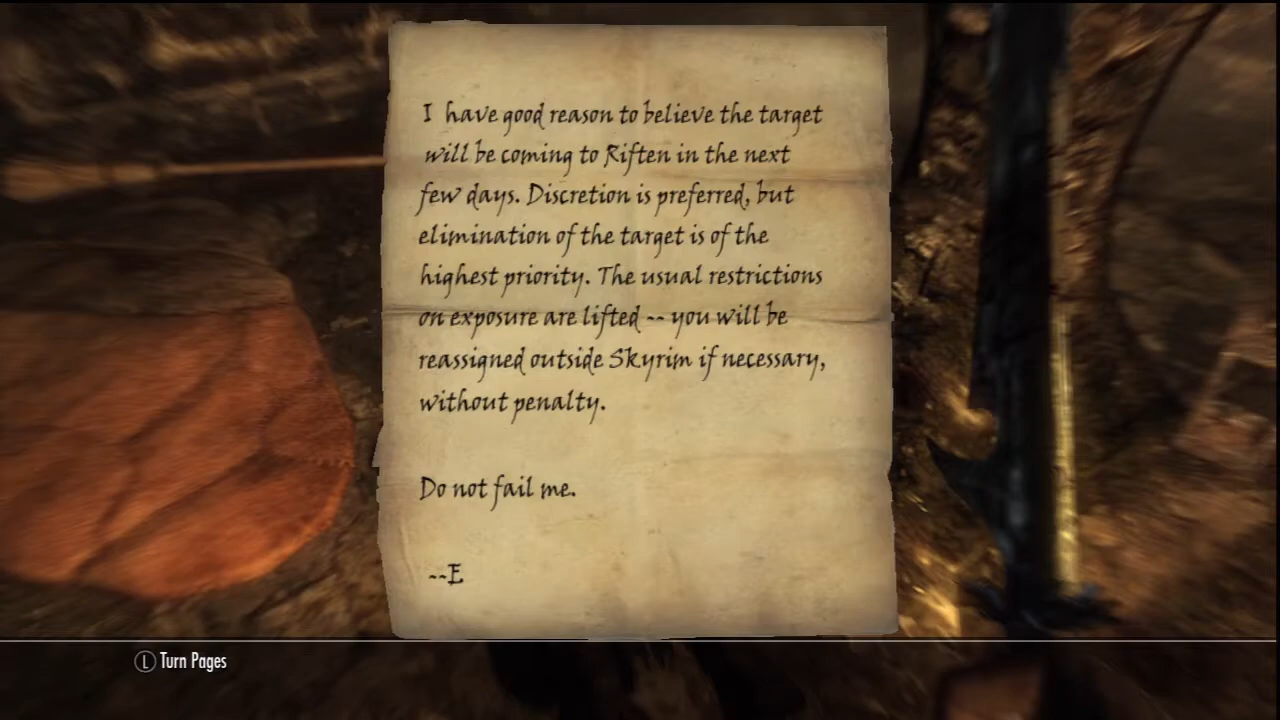 I have good reason to believe the target
will be coming to Riften in the next
few days. Discretion is preferred, but
elimination of the target is of the
highest priority. The usual restrictions
on exposure are lifted -- you will be
reassigned outside Skyrim if necessary,
without penalty.
Do not fail me.
--E
L Turn Pages